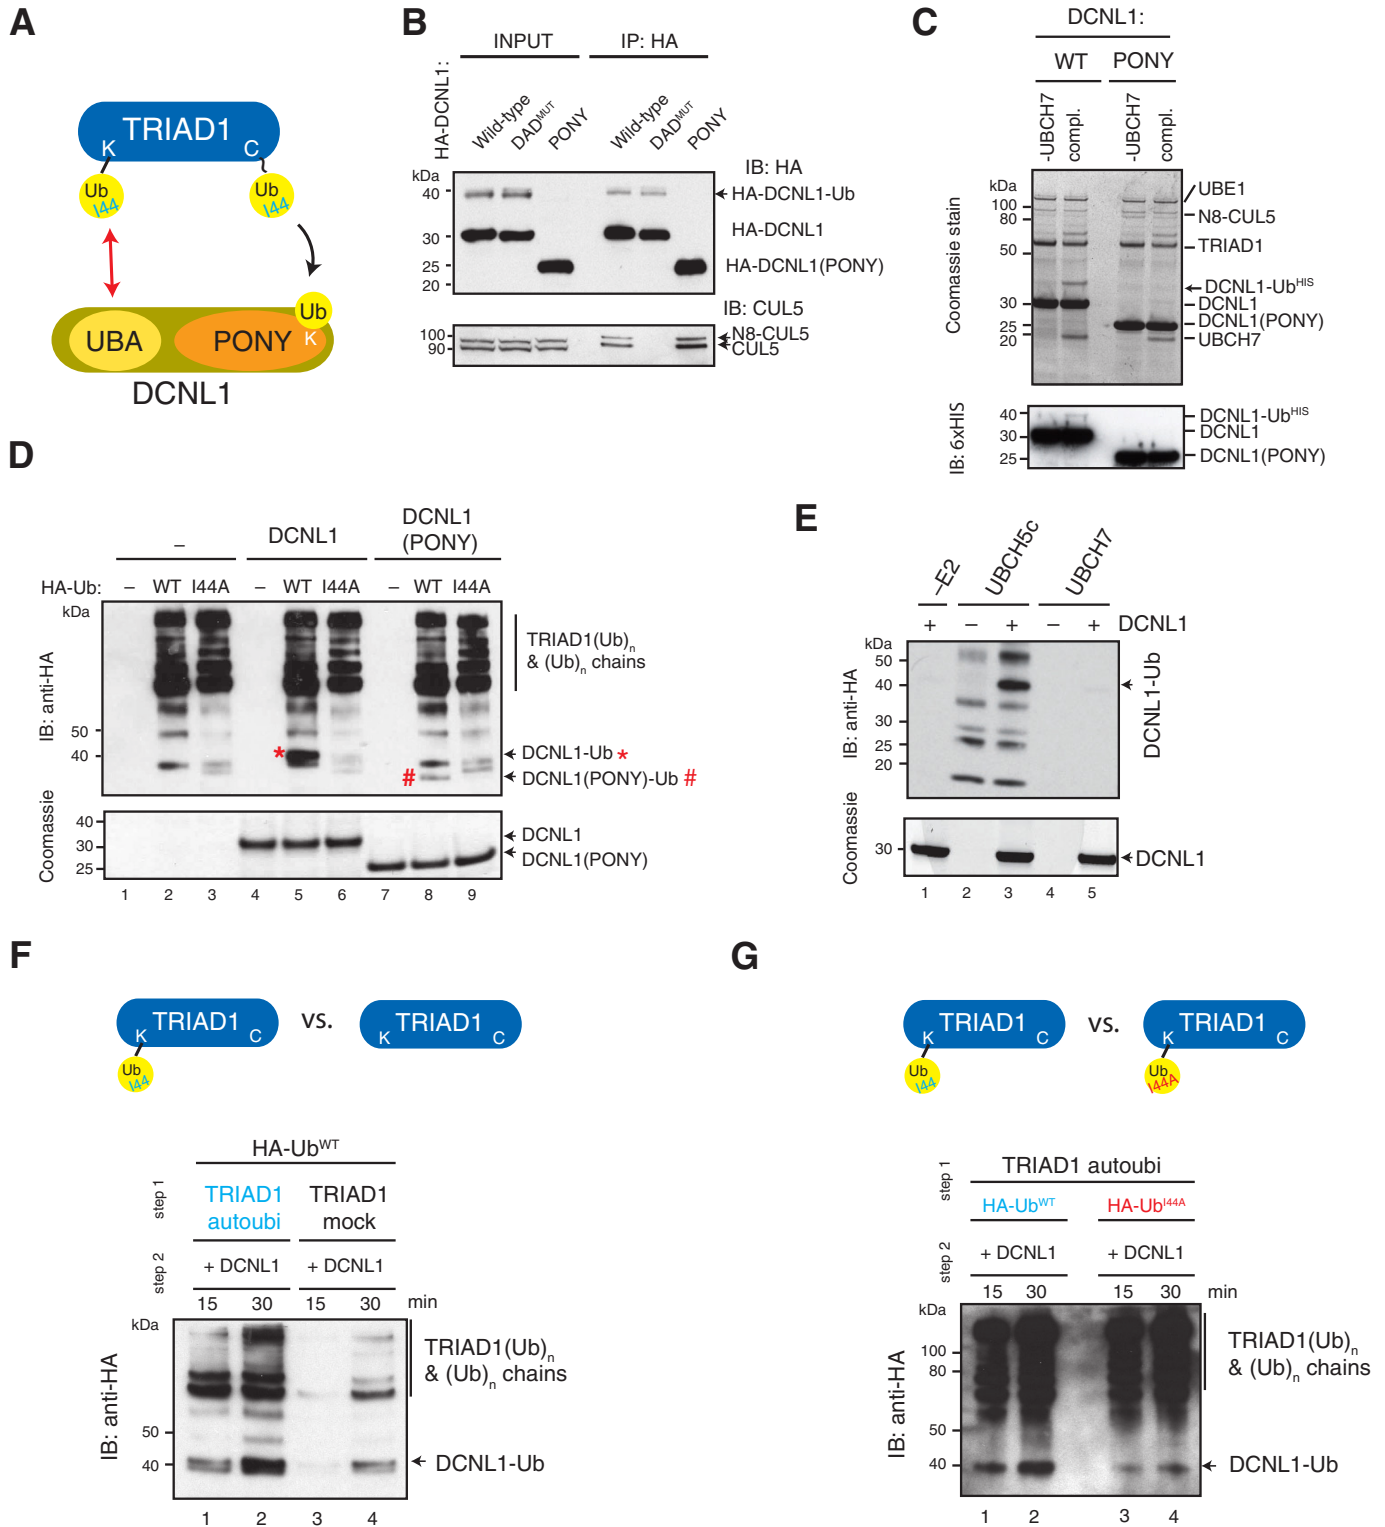 A
TRIAD1
K C
Ub
I44
Ub
I44
Ub
UBA
PONY K
DCNL1
B
INPUT IP: HA
HA-DCNL1:
Wild-type DADMUT PONY Wild-type DADMUT PONY
kDa
IB: HA
40 HA-DCNL1-Ub
30 HA-DCNL1
25 HA-DCNL1(PONY)
20
IB: CUL5
100 N8-CUL5
90 CUL5
C
DCNL1:
WT PONY
-UBCH7 compl. -UBCH7 compl.
Coomassie stain
kDa
100
80
50
30
25
20
UBE1
N8-CUL5
TRIAD1
DCNL1-UbHIS
DCNL1
DCNL1(PONY)
UBCH7
IB: 6xHIS
40
30
25
DCNL1-UbHIS
DCNL1
DCNL1(PONY)
D
– DCNL1 DCNL1 (PONY)
HA-Ub: – WT I44A – WT I44A – WT I44A
kDa
IB: anti-HA
TRIAD1(Ub)n
& (Ub)n chains
50
40
* DCNL1-Ub *
# DCNL1(PONY)-Ub #
Coomassie
40
30
25
DCNL1
DCNL1(PONY)
1 2 3 4 5 6 7 8 9
E
–E2 UBCH5c UBCH7
+ – + – + DCNL1
kDa
IB: anti-HA
50
40
30
25
20
DCNL1-Ub
Coomassie
30 DCNL1
1 2 3 4 5
F
TRIAD1 K C
Ub
I44
vs.
TRIAD1 K C
HA-UbWT
step 1
TRIAD1 autoubi
TRIAD1 mock
step 2
+ DCNL1 + DCNL1
15 30 15 30 min
kDa
IB: anti-HA
TRIAD1(Ub)n
& (Ub)n chains
50
40 DCNL1-Ub
1 2 3 4
G
TRIAD1 K C
Ub
I44
vs.
TRIAD1 K C
Ub
I44A
step 1
TRIAD1 autoubi
HA-UbWT HA-UbI44A
step 2
+ DCNL1 + DCNL1
15 30 15 30 min
kDa
IB: anti-HA
100
80
50
40
TRIAD1(Ub)n
& (Ub)n chains
DCNL1-Ub
1 2 3 4